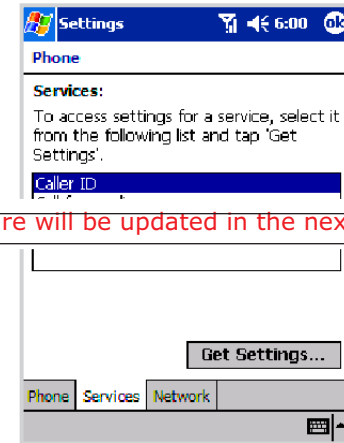 Settings 6:00 ok
Phone
Services:
To access settings for a service, select it
from the following list and tap 'Get
Settings'.
Caller ID
re will be updated in the nex
Get Settings...
Phone Services Network